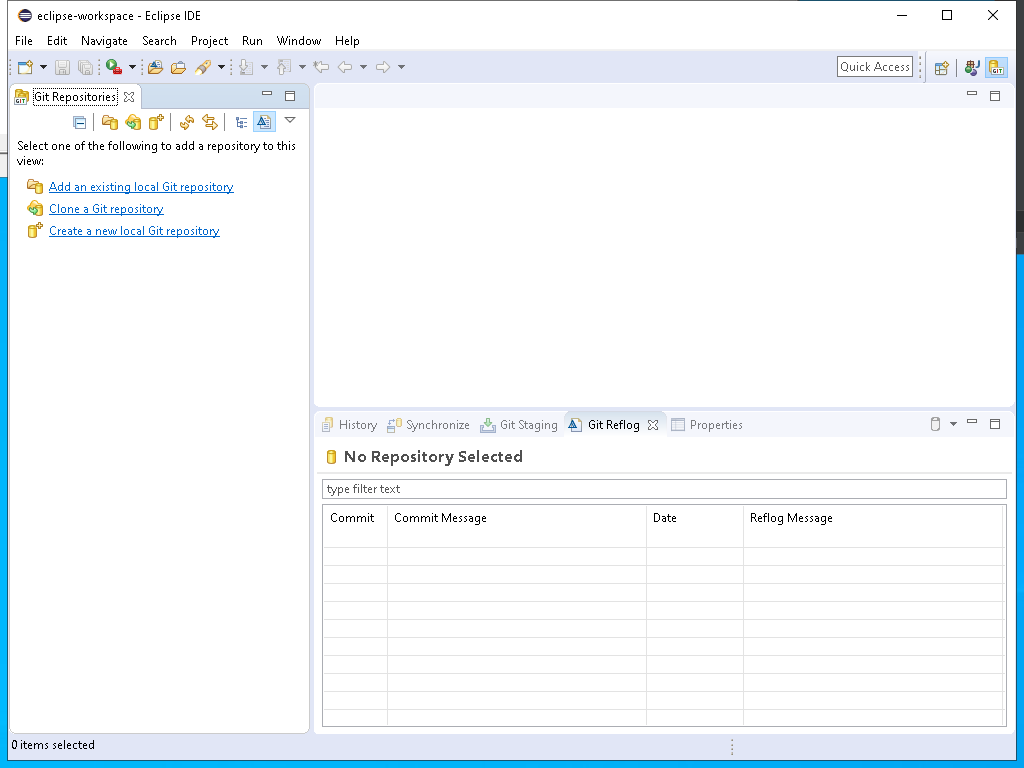 eclipse-workspace - Eclipse IDE
File Edit Navigate Search Project Run Window Help
Quick Access
GIT
GIT
Git Repositories
Select one of the following to add a repository to this
view:
Add an existing local Git repository
Clone a Git repository
Create a new local Git repository
History Synchronize Git Staging Git Reflog Properties
No Repository Selected
type filter text
Commit Commit Message Date Reflog Message
0 items selected